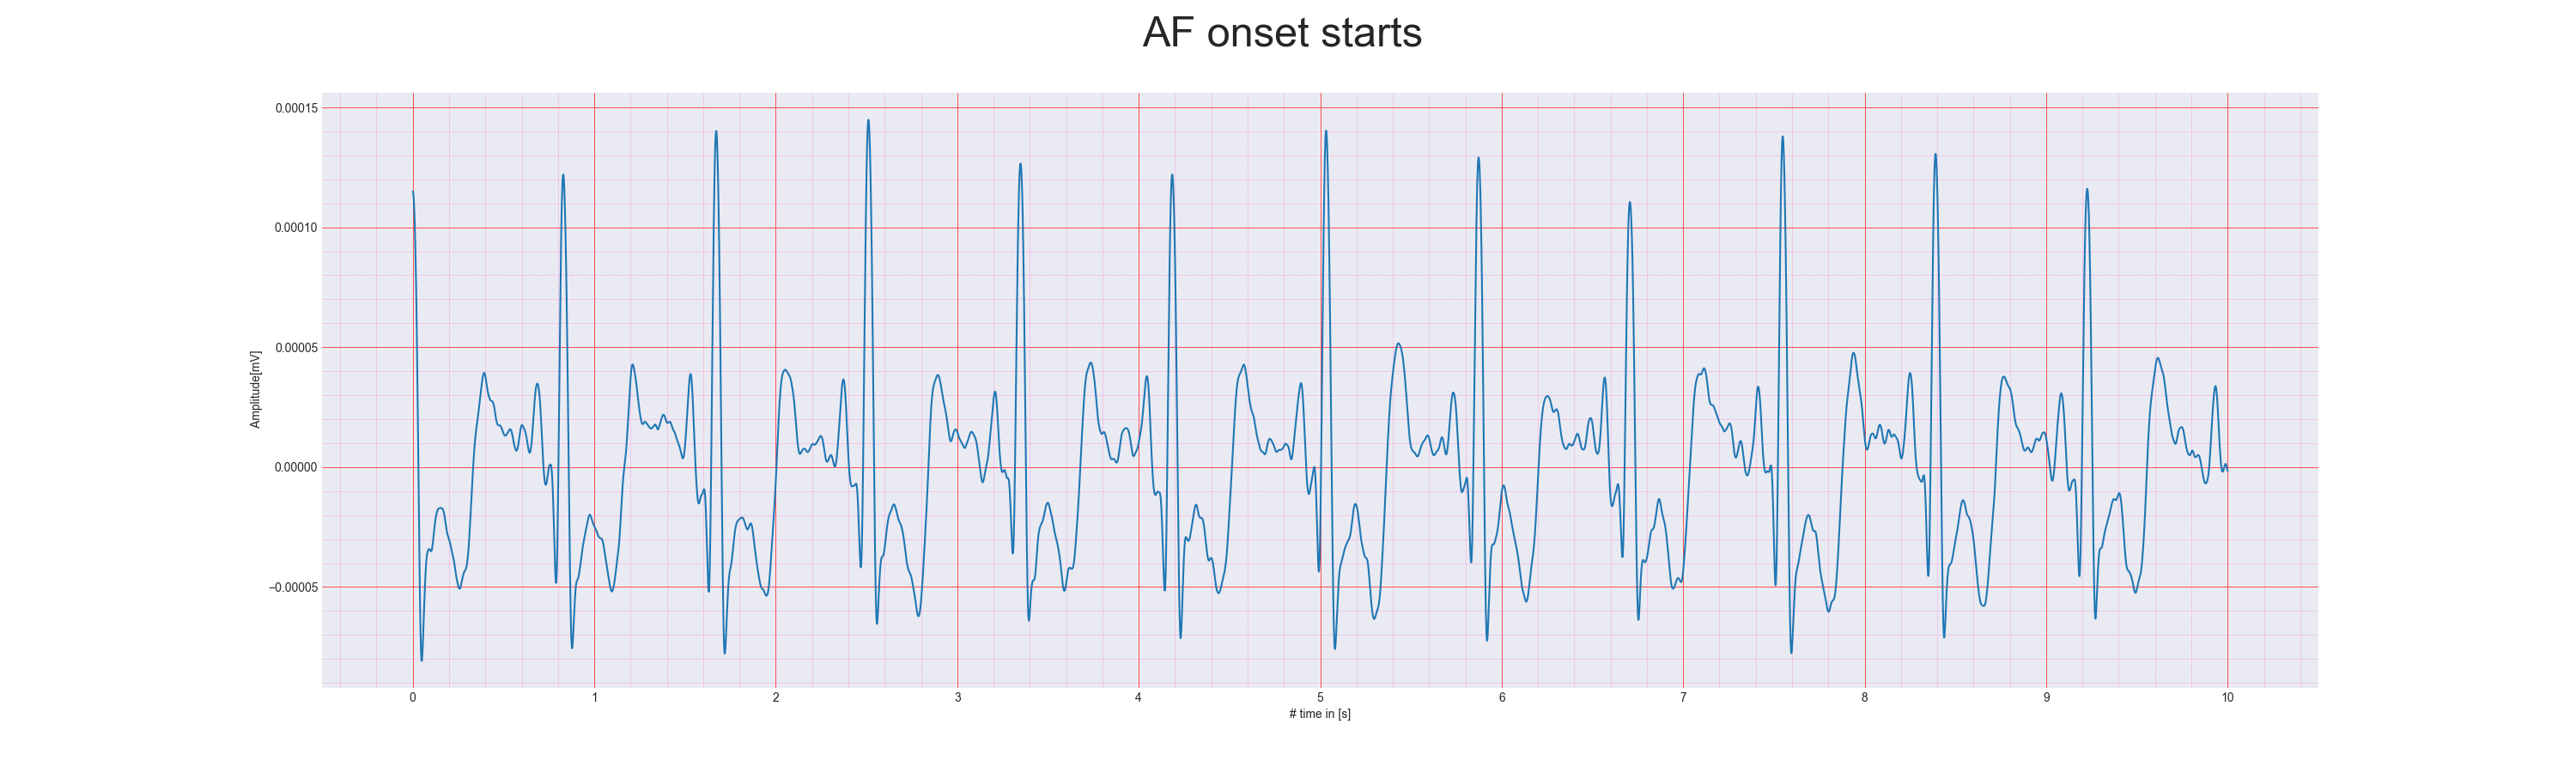 AF onset starts
0.00015
0.00010
0.00005
0.00000
−0.00005
Amplitude[mV]
0 1 2 3 4 5 6 7 8 9 10
# time in [s]